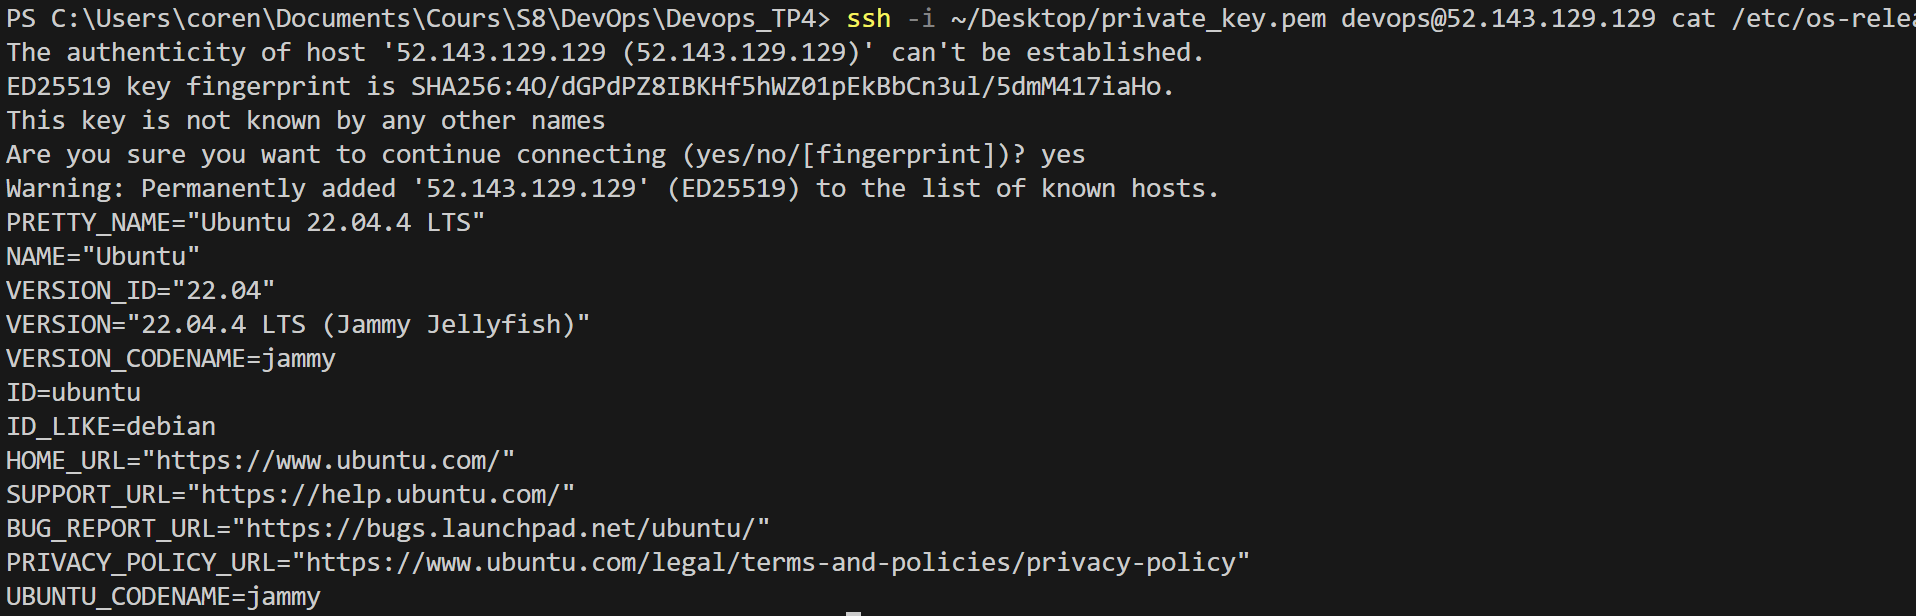 PS C:\Users\coren\Documents\Cours\S8\DevOps\Devops_TP4> ssh -i ~/Desktop/private_key.pem devops@52.143.129.129 cat /etc/os-relea
The authenticity of host '52.143.129.129 (52.143.129.129)' can't be established.
ED25519 key fingerprint is SHA256:4O/dGPdPZ8IBKHf5hWZ01pEkBbCn3ul/5dmM417iaHo.
This key is not known by any other names
Are you sure you want to continue connecting (yes/no/[fingerprint])? yes
Warning: Permanently added '52.143.129.129' (ED25519) to the list of known hosts.
PRETTY_NAME="Ubuntu 22.04.4 LTS"
NAME="Ubuntu"
VERSION_ID="22.04"
VERSION="22.04.4 LTS (Jammy Jellyfish)"
VERSION_CODENAME=jammy
ID=ubuntu
ID_LIKE=debian
HOME_URL="https://www.ubuntu.com/"
SUPPORT_URL="https://help.ubuntu.com/"
BUG_REPORT_URL="https://bugs.launchpad.net/ubuntu/"
PRIVACY_POLICY_URL="https://www.ubuntu.com/legal/terms-and-policies/privacy-policy"
UBUNTU_CODENAME=jammy